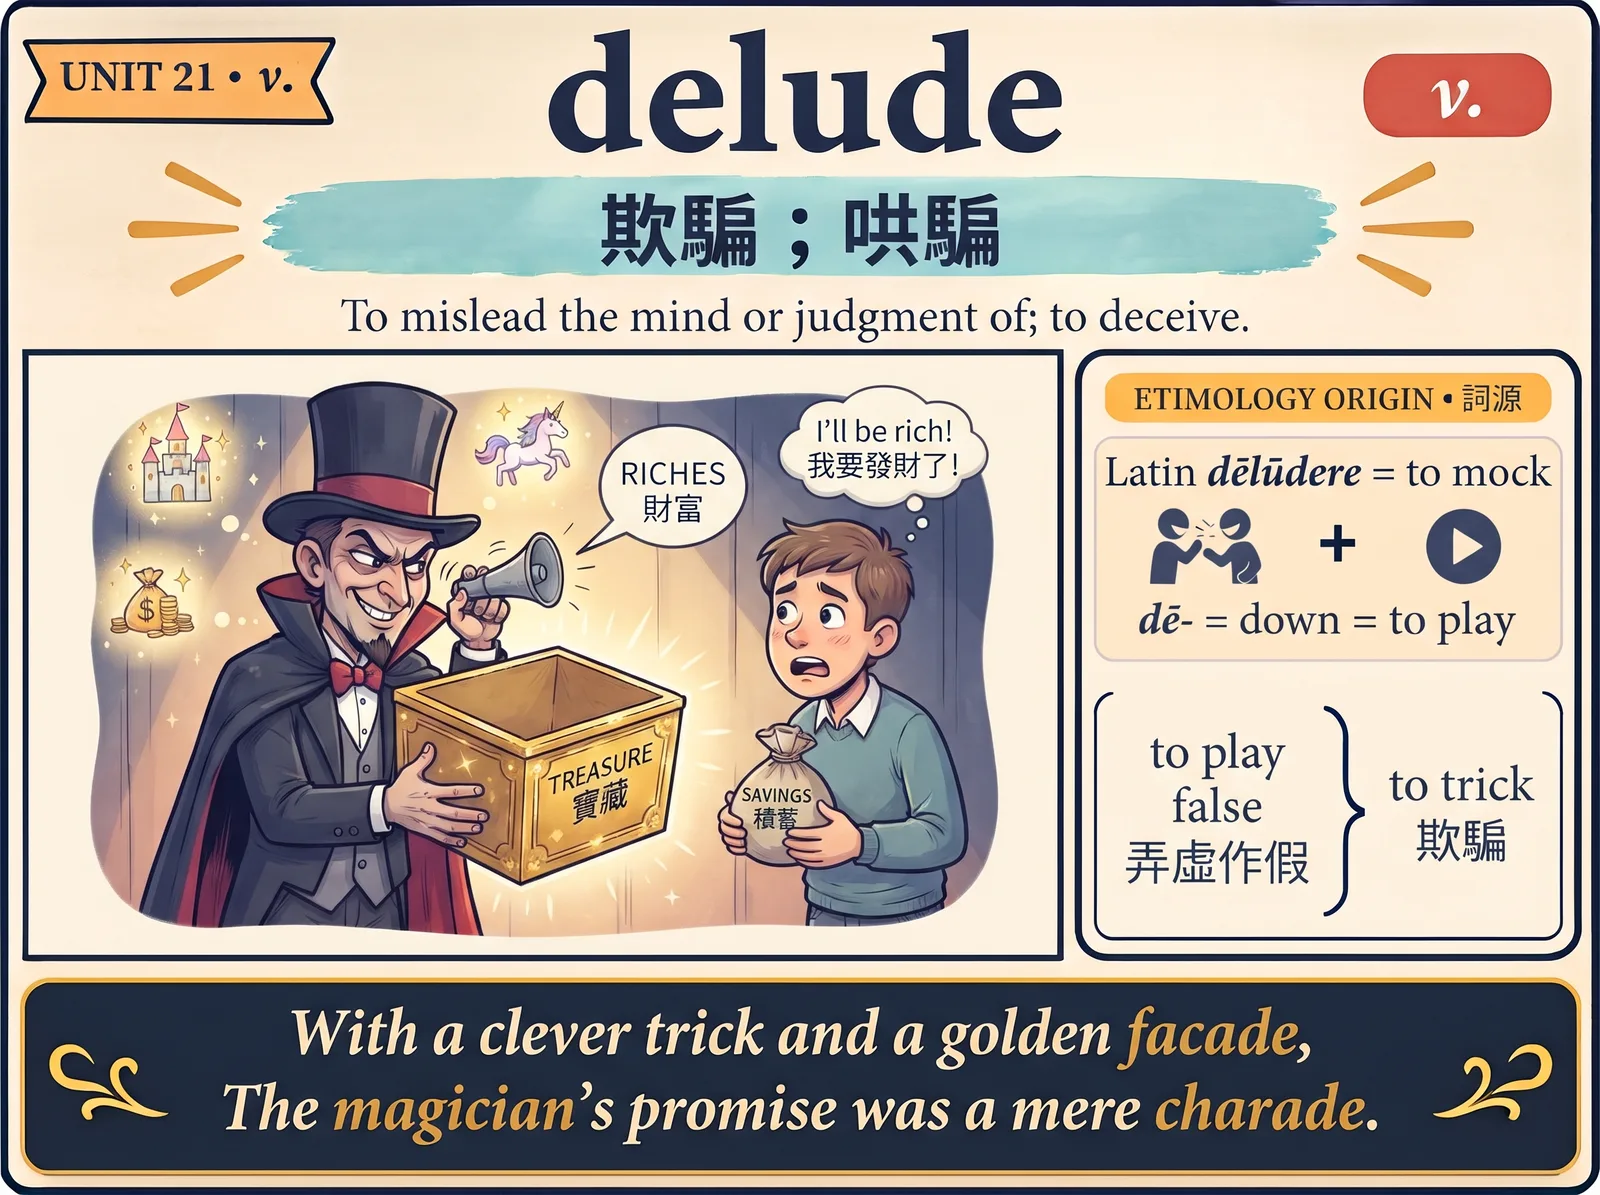 UNIT 21 • v.
delude
v.
欺騙；哄騙
To mislead the mind or judgment of; to deceive.
RICHES
財富
I'll be rich!
我要發財了!
TREASURE
寶藏
SAVINGS
積蓄
$
ETIMOLOGY ORIGIN • 詞源
Latin dēlūdere = to mock
+
dē- = down = to play
to play
false
弄虛作假
to trick
欺騙
With a clever trick and a golden facade,
The magician's promise was a mere charade.